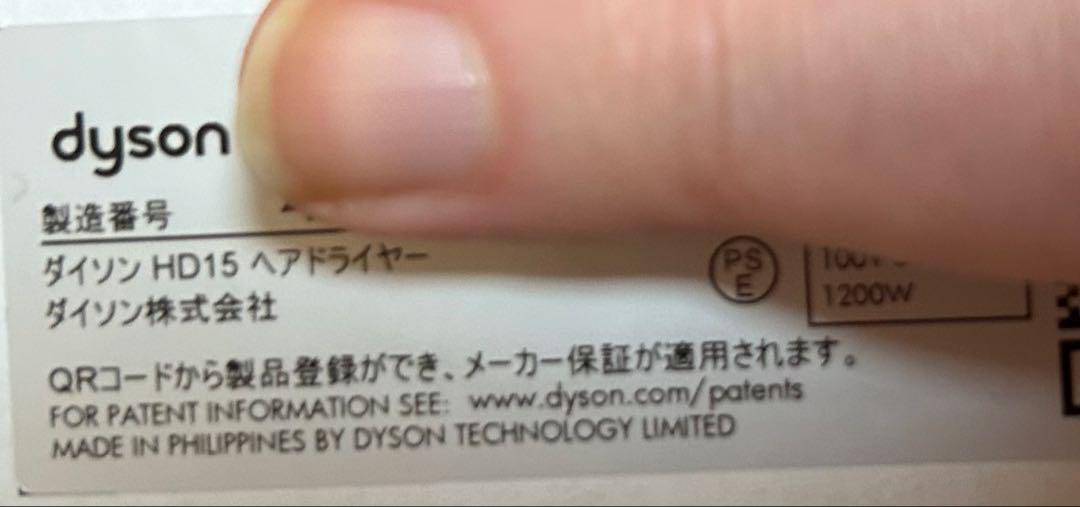 dyson
製造番号
ダイソン HD15 ヘアドライヤー
ダイソン株式会社
PS
E
100V
1200W
QRコードから製品登録ができ、メーカー保証が適用されます。
FOR PATENT INFORMATION SEE: www.dyson.com/patents
MADE IN PHILIPPINES BY DYSON TECHNOLOGY LIMITED